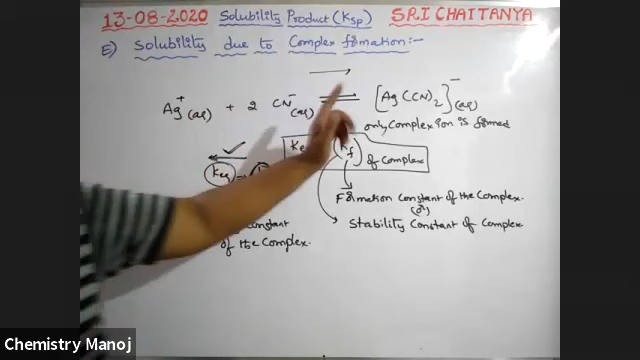 13-08-2020 Solubility Product (Ksp) SRI CHAITANYA
E) Solubility due to Complex formation:-
Ag⁺(aq) + 2 CN⁻(aq) ⇌ [Ag(CN)₂]⁻(aq)
only Complex ion is formed
Kf of Complex
Keq =
Formation Constant of the Complex.
(or)
Stability Constant of Complex
Constant
of the Complex.
Chemistry Manoj